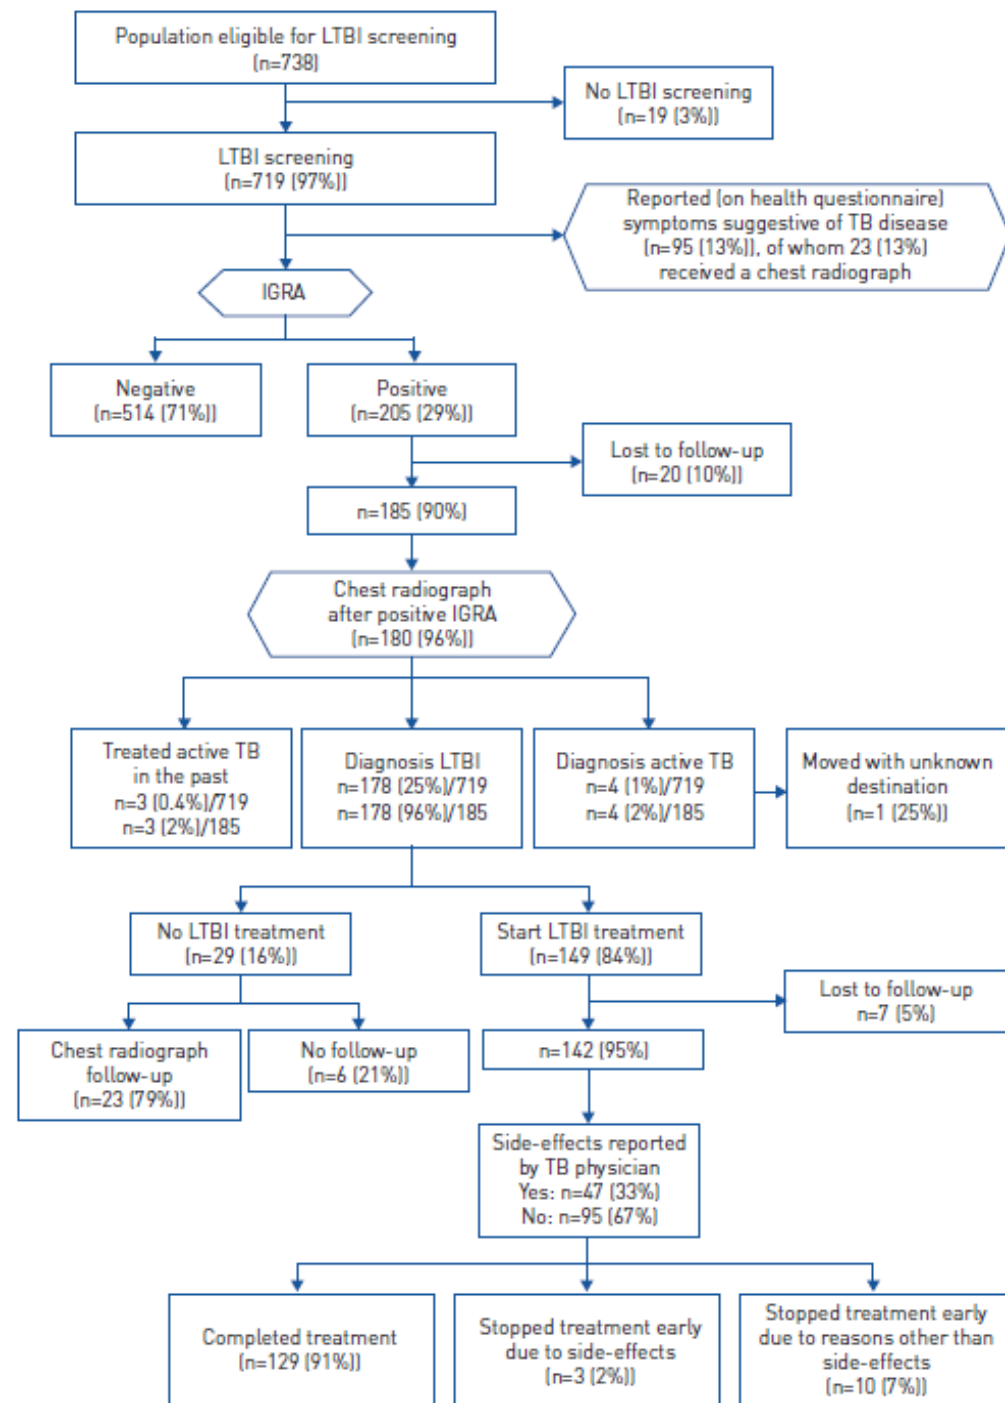 Population eligible for LTBI screening
(n=738)
No LTBI screening
(n=19 (3%))
LTBI screening
(n=719 (97%))
Reported (on health questionnaire)
symptoms suggestive of TB disease
(n=95 (13%)), of whom 23 (13%)
received a chest radiograph
IGRA
Negative
(n=514 (71%))
Positive
(n=205 (29%))
Lost to follow-up
(n=20 (10%))
n=185 (90%)
Chest radiograph
after positive IGRA
(n=180 (96%))
Treated active TB
in the past
n=3 (0.4%)/719
n=3 (2%)/185
Diagnosis LTBI
n=178 (25%)/719
n=178 (96%)/185
Diagnosis active TB
n=4 (1%)/719
n=4 (2%)/185
Moved with unknown
destination
(n=1 (25%))
No LTBI treatment
(n=29 (16%))
Start LTBI treatment
(n=149 (84%))
Lost to follow-up
n=7 (5%)
Chest radiograph
follow-up
(n=23 (79%))
No follow-up
(n=6 (21%))
n=142 (95%)
Side-effects reported
by TB physician
Yes: n=47 (33%)
No: n=95 (67%)
Completed treatment
(n=129 (91%))
Stopped treatment early
due to side-effects
(n=3 (2%))
Stopped treatment early
due to reasons other than
side-effects
(n=10 (7%))